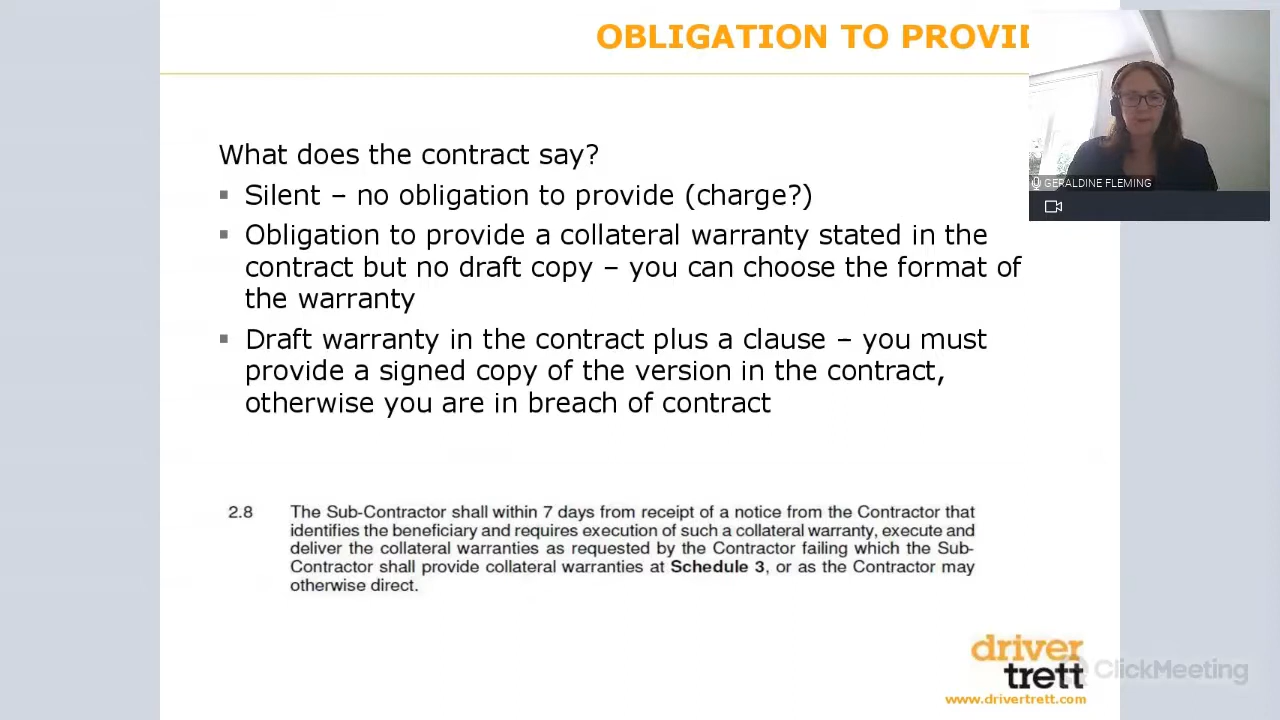 OBLIGATION TO PROVI
GERALDINE FLEMING
What does the contract say?
▪ Silent – no obligation to provide (charge?)
▪ Obligation to provide a collateral warranty stated in the
contract but no draft copy – you can choose the format of
the warranty
▪ Draft warranty in the contract plus a clause – you must
provide a signed copy of the version in the contract,
otherwise you are in breach of contract
2.8 The Sub-Contractor shall within 7 days from receipt of a notice from the Contractor that
identifies the beneficiary and requires execution of such a collateral warranty, execute and
deliver the collateral warranties as requested by the Contractor failing which the Sub-
Contractor shall provide collateral warranties at Schedule 3, or as the Contractor may
otherwise direct.
driver
trett
ClickMeeting
www.drivertrett.com